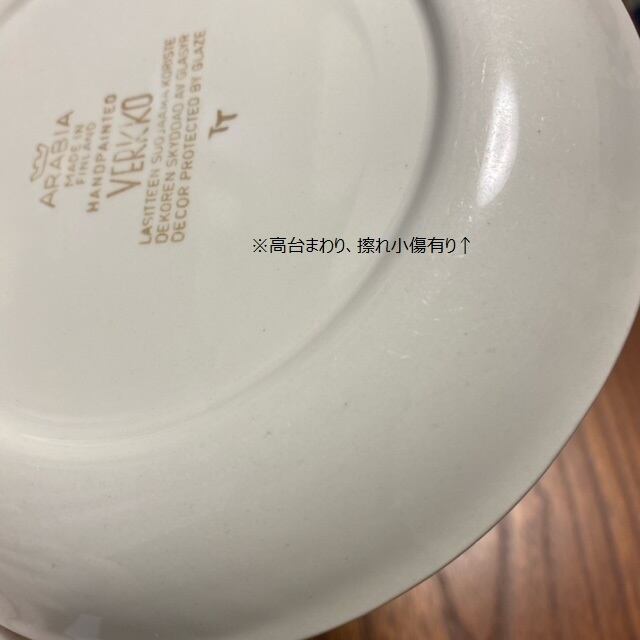 ARABIA
MADE IN
FINLAND
HANDPAINTED
VERKKO
LASITTEEN SUOJAAMA KORISTE
DEKOREN SKYDDAD AV GLASYR
DECOR PROTECTED BY GLAZE
※高台まわり、擦れ小傷有り↑